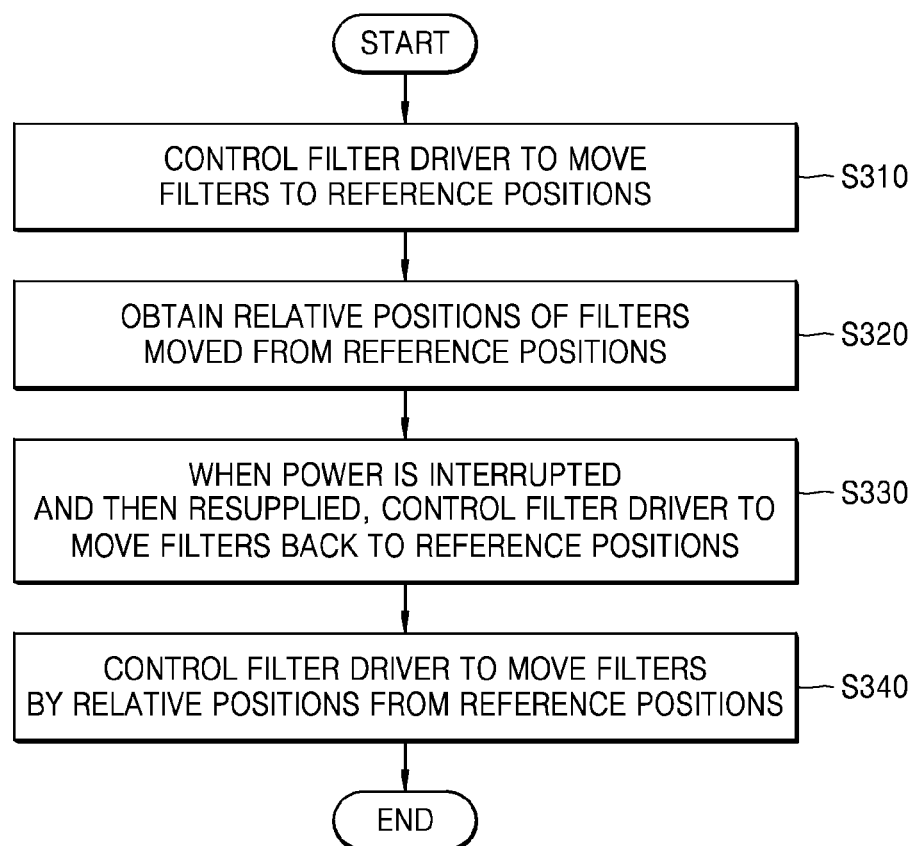 START
CONTROL FILTER DRIVER TO MOVE
FILTERS TO REFERENCE POSITIONS
S310
OBTAIN RELATIVE POSITIONS OF FILTERS
MOVED FROM REFERENCE POSITIONS
S320
WHEN POWER IS INTERRUPTED
AND THEN RESUPPLIED, CONTROL FILTER DRIVER TO
MOVE FILTERS BACK TO REFERENCE POSITIONS
S330
CONTROL FILTER DRIVER TO MOVE FILTERS
BY RELATIVE POSITIONS FROM REFERENCE POSITIONS
S340
END